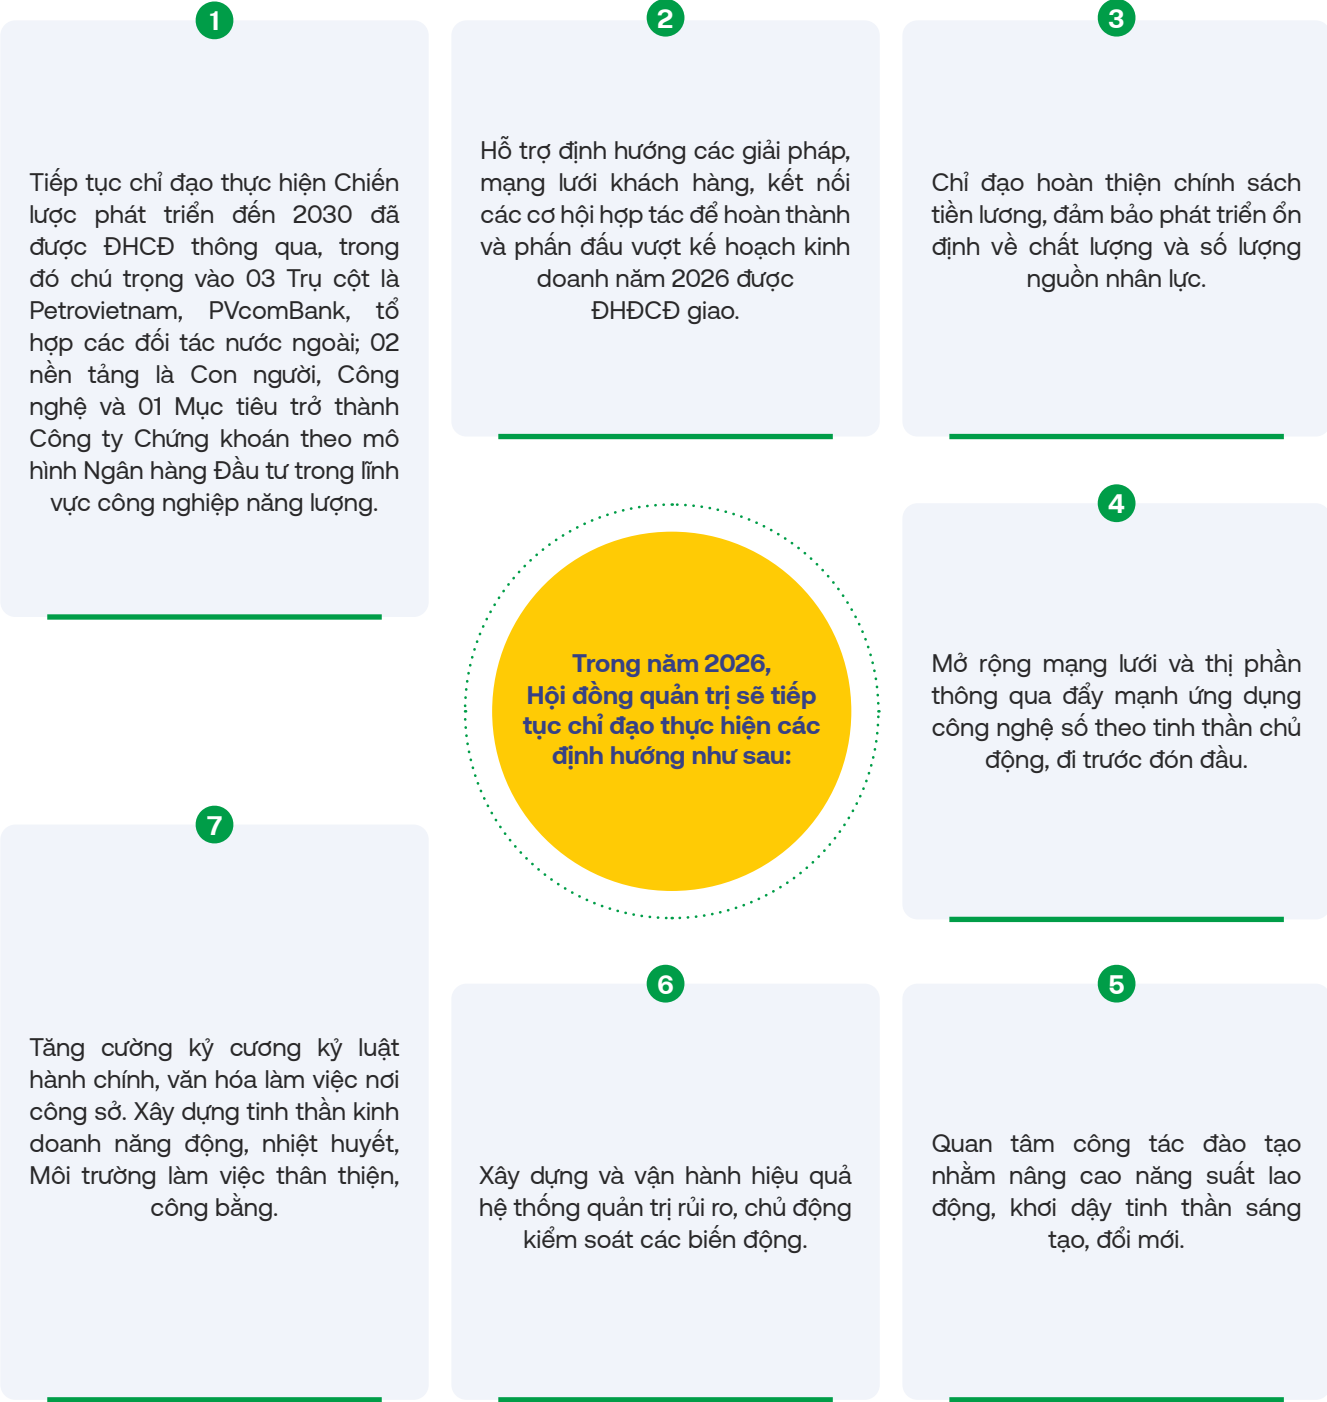 1
Tiếp tục chỉ đạo thực hiện Chiến
lược phát triển đến 2030 đã
được ĐHCĐ thông qua, trong
đó chú trọng vào 03 Trụ cột là
Petrovietnam, PVcomBank, tổ
hợp các đối tác nước ngoài; 02
nền tảng là Con người, Công
nghệ và 01 Mục tiêu trở thành
Công ty Chứng khoán theo mô
hình Ngân hàng Đầu tư trong lĩnh
vực công nghiệp năng lượng.
2
Hỗ trợ định hướng các giải pháp,
mạng lưới khách hàng, kết nối
các cơ hội hợp tác để hoàn thành
và phấn đấu vượt kế hoạch kinh
doanh năm 2026 được
ĐHĐCĐ giao.
3
Chỉ đạo hoàn thiện chính sách
tiền lương, đảm bảo phát triển ổn
định về chất lượng và số lượng
nguồn nhân lực.
Trong năm 2026,
Hội đồng quản trị sẽ tiếp
tục chỉ đạo thực hiện các
định hướng như sau:
4
Mở rộng mạng lưới và thị phần
thông qua đẩy mạnh ứng dụng
công nghệ số theo tinh thần chủ
động, đi trước đón đầu.
5
Quan tâm công tác đào tạo
nhằm nâng cao năng suất lao
động, khơi dậy tinh thần sáng
tạo, đổi mới.
6
Xây dựng và vận hành hiệu quả
hệ thống quản trị rủi ro, chủ động
kiểm soát các biến động.
7
Tăng cường kỷ cương kỷ luật
hành chính, văn hóa làm việc nơi
công sở. Xây dựng tinh thần kinh
doanh năng động, nhiệt huyết,
Môi trường làm việc thân thiện,
công bằng.